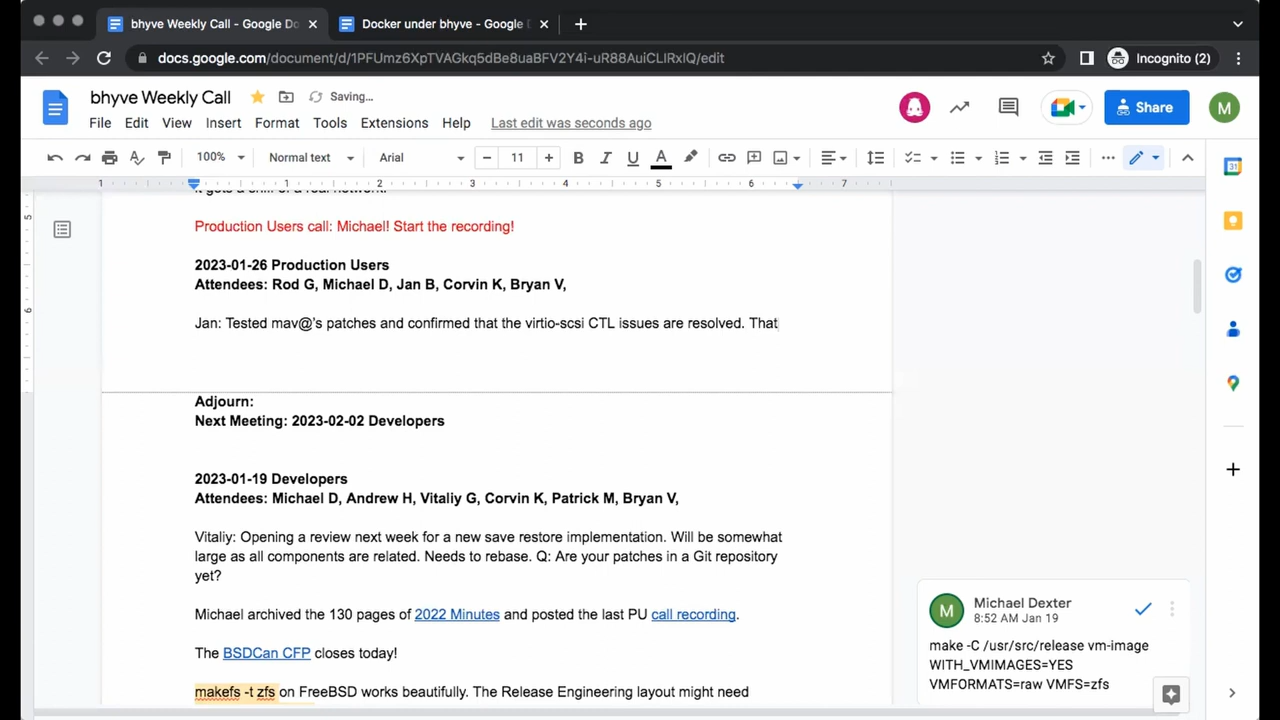 bhyve Weekly Call - Google Do
Docker under bhyve - Google D
docs.google.com/document/d/1PFUmz6XpTVAGkq5dBe8uaBFV2Y4i-uR88AuiCLIRxIQ/edit
Incognito (2)
bhyve Weekly Call
Saving…
File Edit View Insert Format Tools Extensions Help Last edit was seconds ago
Share
M
100% Normal text Arial 11 B I U A
1 1 2 3 4 5 6 7
Production Users call: Michael! Start the recording!
2023-01-26 Production Users
Attendees: Rod G, Michael D, Jan B, Corvin K, Bryan V,
Jan: Tested mav@'s patches and confirmed that the virtio-scsi CTL issues are resolved. That
Adjourn:
Next Meeting: 2023-02-02 Developers
2023-01-19 Developers
Attendees: Michael D, Andrew H, Vitaliy G, Corvin K, Patrick M, Bryan V,
Vitaliy: Opening a review next week for a new save restore implementation. Will be somewhat
large as all components are related. Needs to rebase. Q: Are your patches in a Git repository
yet?
Michael archived the 130 pages of 2022 Minutes and posted the last PU call recording.
The BSDCan CFP closes today!
makefs -t zfs on FreeBSD works beautifully. The Release Engineering layout might need
M
Michael Dexter
8:52 AM Jan 19
make -C /usr/src/release vm-image
WITH_VMIMAGES=YES
VMFORMATS=raw VMFS=zfs